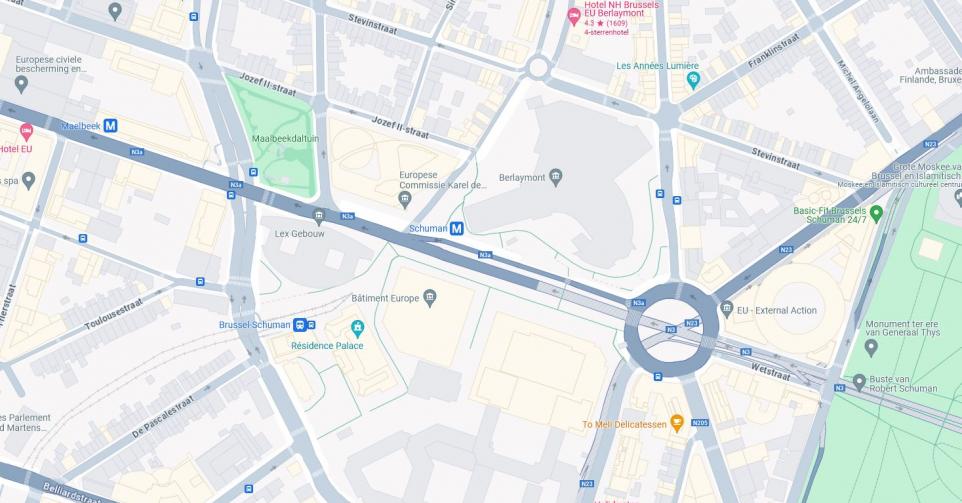 Stevinstraat
Hotel NH Brussels
EU Berlaymont
4.3 ★ (1609)
4-sterrenhotel
Franklinstraat
Les Années Lumière
Europese civiele
bescherming en...
Jozef II-straat
Michel Angelolaan
Ambassade
Finlande, Bruxe
Maelbeek M
Hotel EU
N3a
Maalbeekdaltuin
Jozef II-straat
N23
Stevinstraat
Grote Moskee van
Brussel en Islamitisch
Moskee en islamitisch cultureel centrum
s spa
N3a
Europese
Commissie Karel de...
Berlaymont
Basic-Fit Brussels
Schuman 24/7
N3a
Lex Gebouw
Schuman M
N3a
N23
Toulousestraat
Bâtiment Europe
N3a
EU - External Action
Brussel-Schuman
Résidence Palace
N3
N23
N3
Monument ter ere
van Generaal Thys
Wetstraat
N3
Buste van
Robert Schuman
De Pascalestraat
es Parlement
d Martens...
To Meli Delicatessen
N205
Belliardstraat
N23